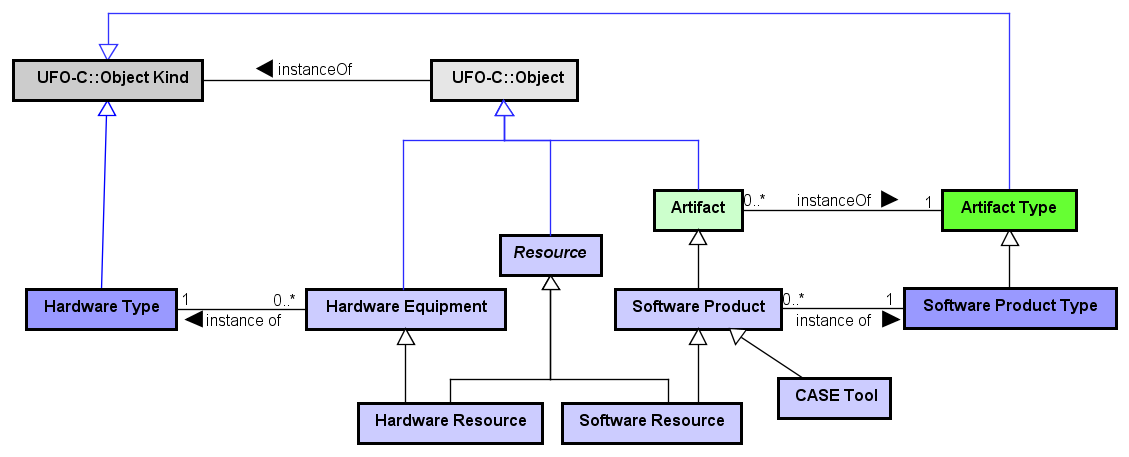 UFO-C::Object Kind
instanceOf
UFO-C::Object
Artifact
0..*
instanceOf
1
Artifact Type
Resource
Hardware Type
1
0..*
instance of
Hardware Equipment
Software Product
0..*
1
instance of
Software Product Type
CASE Tool
Hardware Resource
Software Resource